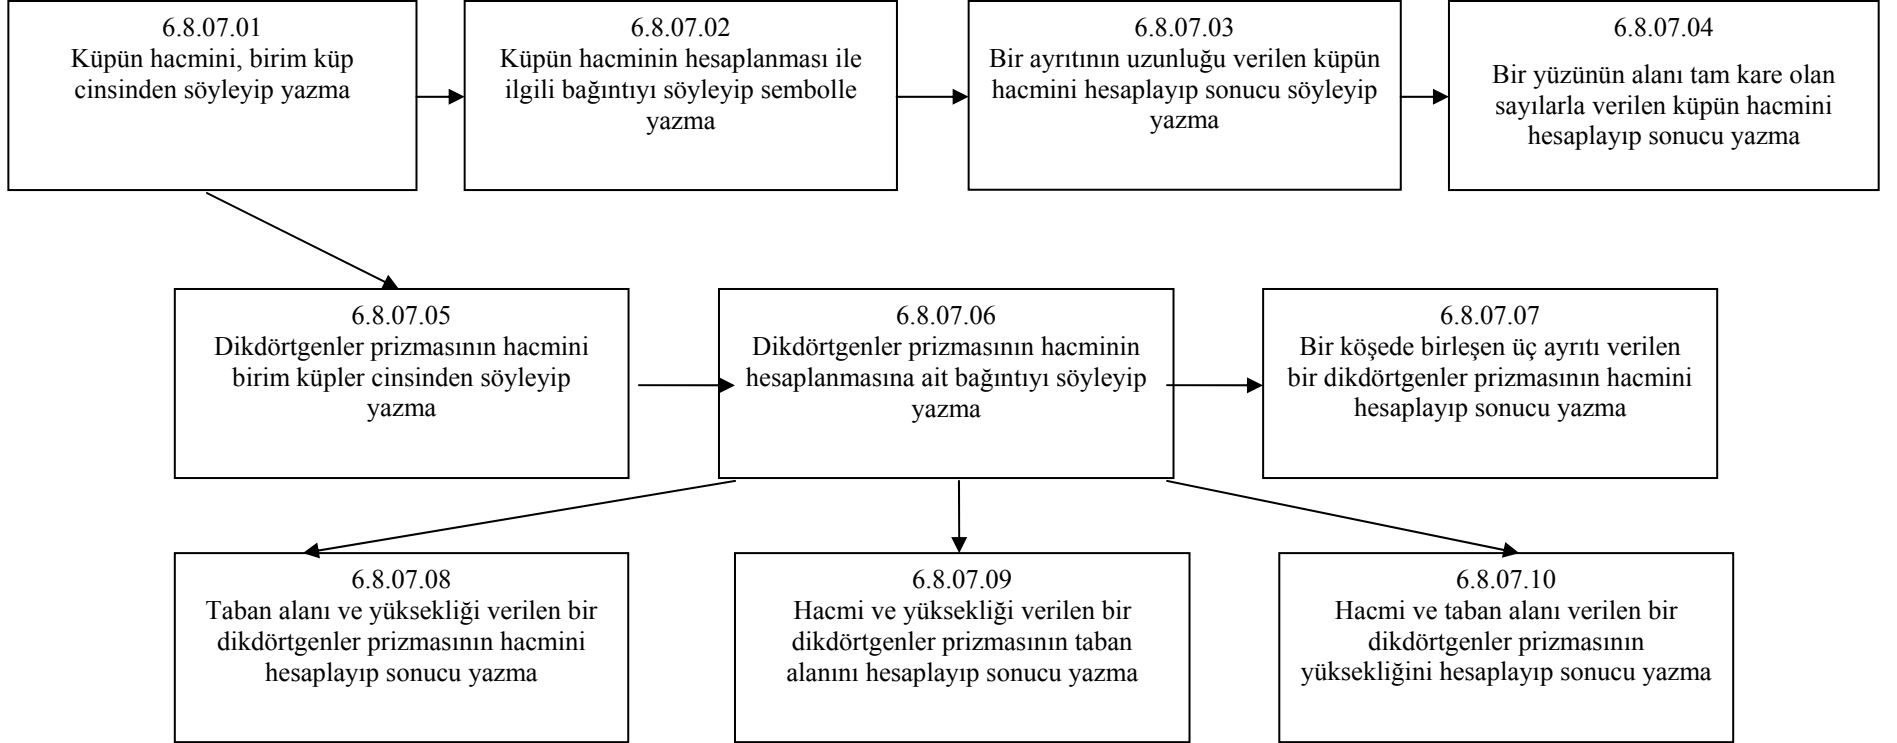 6.8.07.01
Küpün hacmini, birim küp
cinsinden söyleyip yazma
6.8.07.02
Küpün hacminin hesaplanması ile
ilgili bağıntıyı söyleyip sembolle
yazma
6.8.07.03
Bir ayrıtının uzunluğu verilen küpün
hacmini hesaplayıp sonucu söyleyip
yazma
6.8.07.04
Bir yüzünün alanı tam kare olan
sayılarla verilen küpün hacmini
hesaplayıp sonucu yazma
6.8.07.05
Dikdörtgenler prizmasının hacmini
birim küpler cinsinden söyleyip
yazma
6.8.07.06
Dikdörtgenler prizmasının hacminin
hesaplanmasına ait bağıntıyı söyleyip
yazma
6.8.07.07
Bir köşede birleşen üç ayrıtı verilen
bir dikdörtgenler prizmasının hacmini
hesaplayıp sonucu yazma
6.8.07.08
Taban alanı ve yüksekliği verilen bir
dikdörtgenler prizmasının hacmini
hesaplayıp sonucu yazma
6.8.07.09
Hacmi ve yüksekliği verilen bir
dikdörtgenler prizmasının taban
alanını hesaplayıp sonucu yazma
6.8.07.10
Hacmi ve taban alanı verilen bir
dikdörtgenler prizmasının
yüksekliğini hesaplayıp sonucu yazma